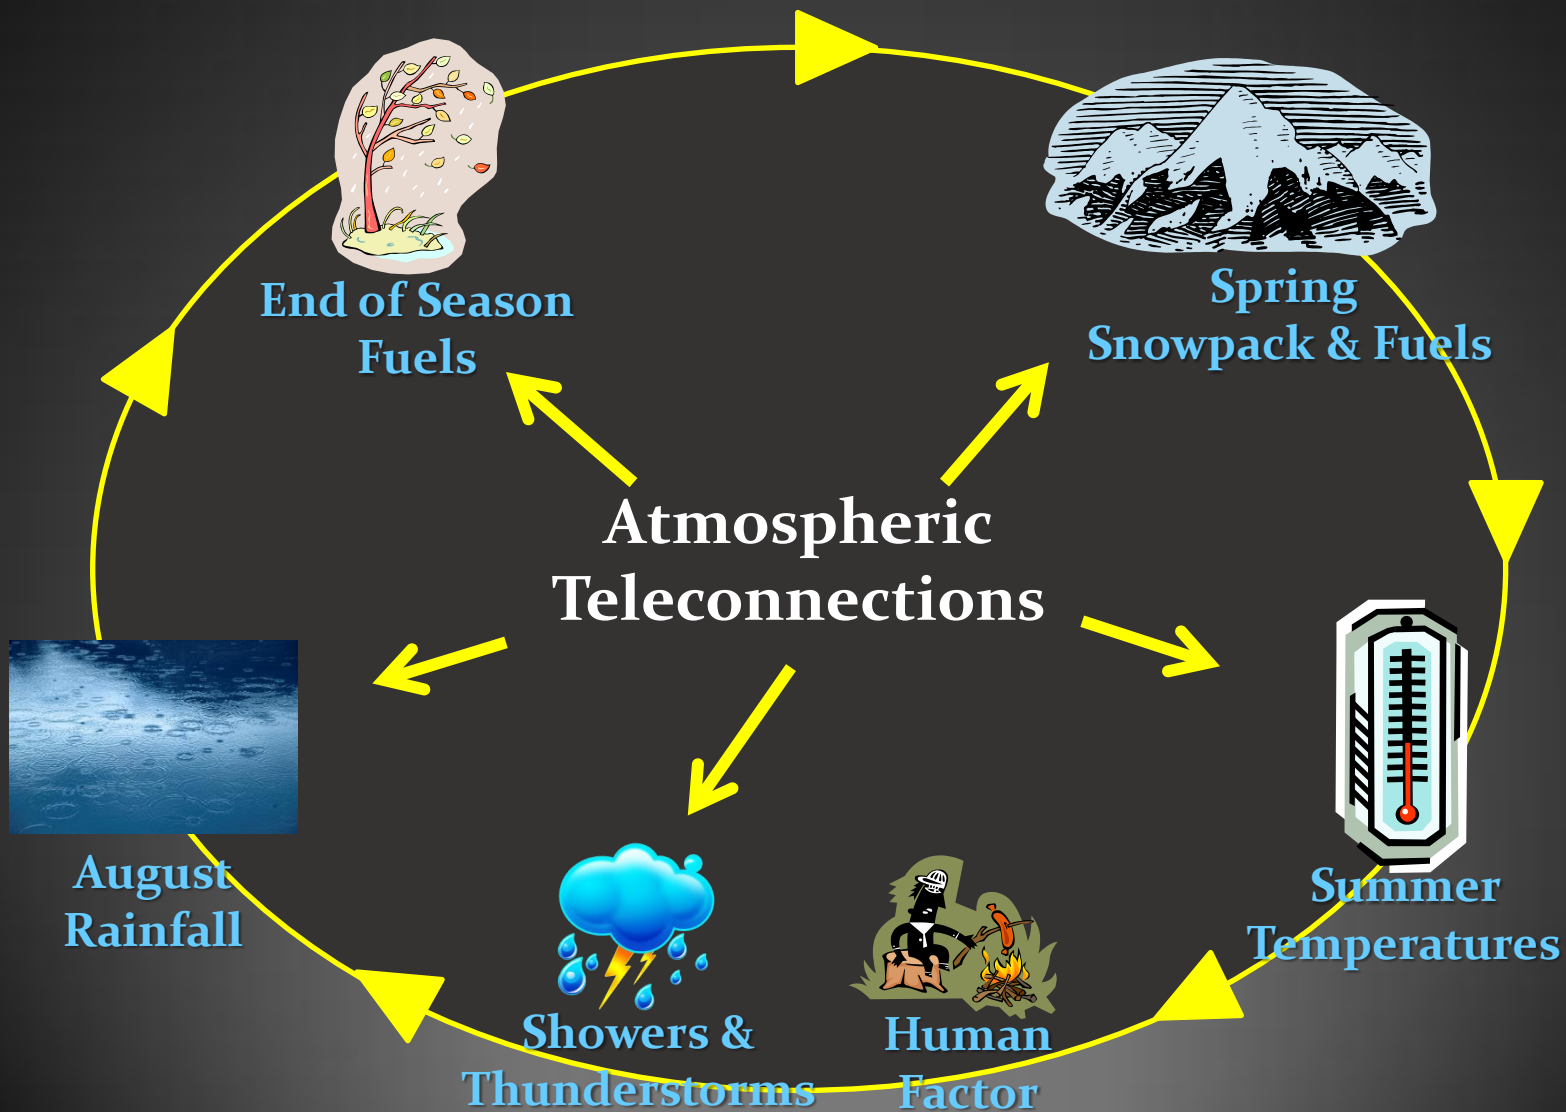 End of Season
Fuels
Spring
Snowpack & Fuels
Atmospheric
Teleconnections
August
Rainfall
Summer
Temperatures
Showers &
Thunderstorms
Human
Factor